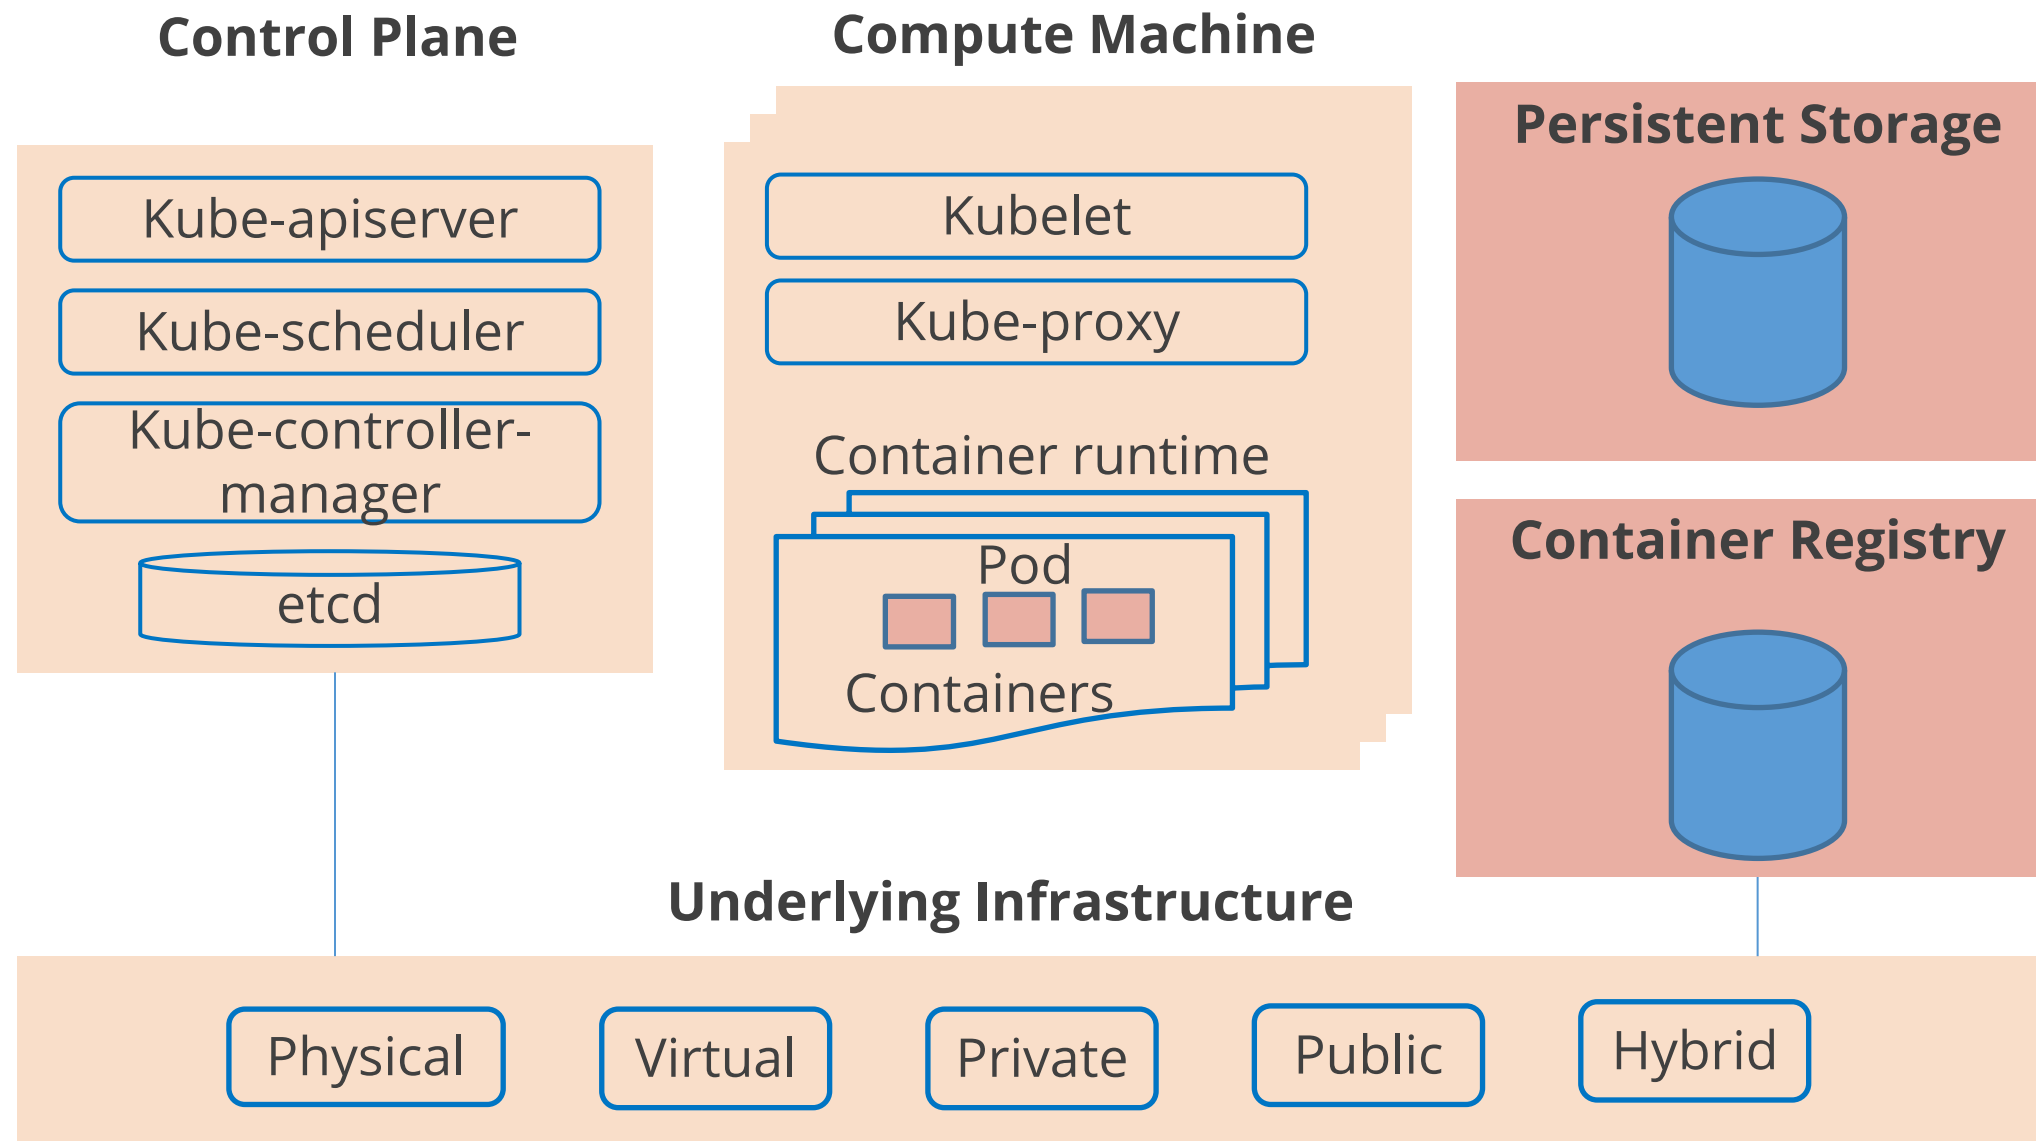 Control Plane
Kube-apiserver
Kube-scheduler
Kube-controller-
manager
etcd
Compute Machine
Kubelet
Kube-proxy
Container runtime
Pod
Containers
Persistent Storage
Container Registry
Underlying Infrastructure
Physical
Virtual
Private
Public
Hybrid